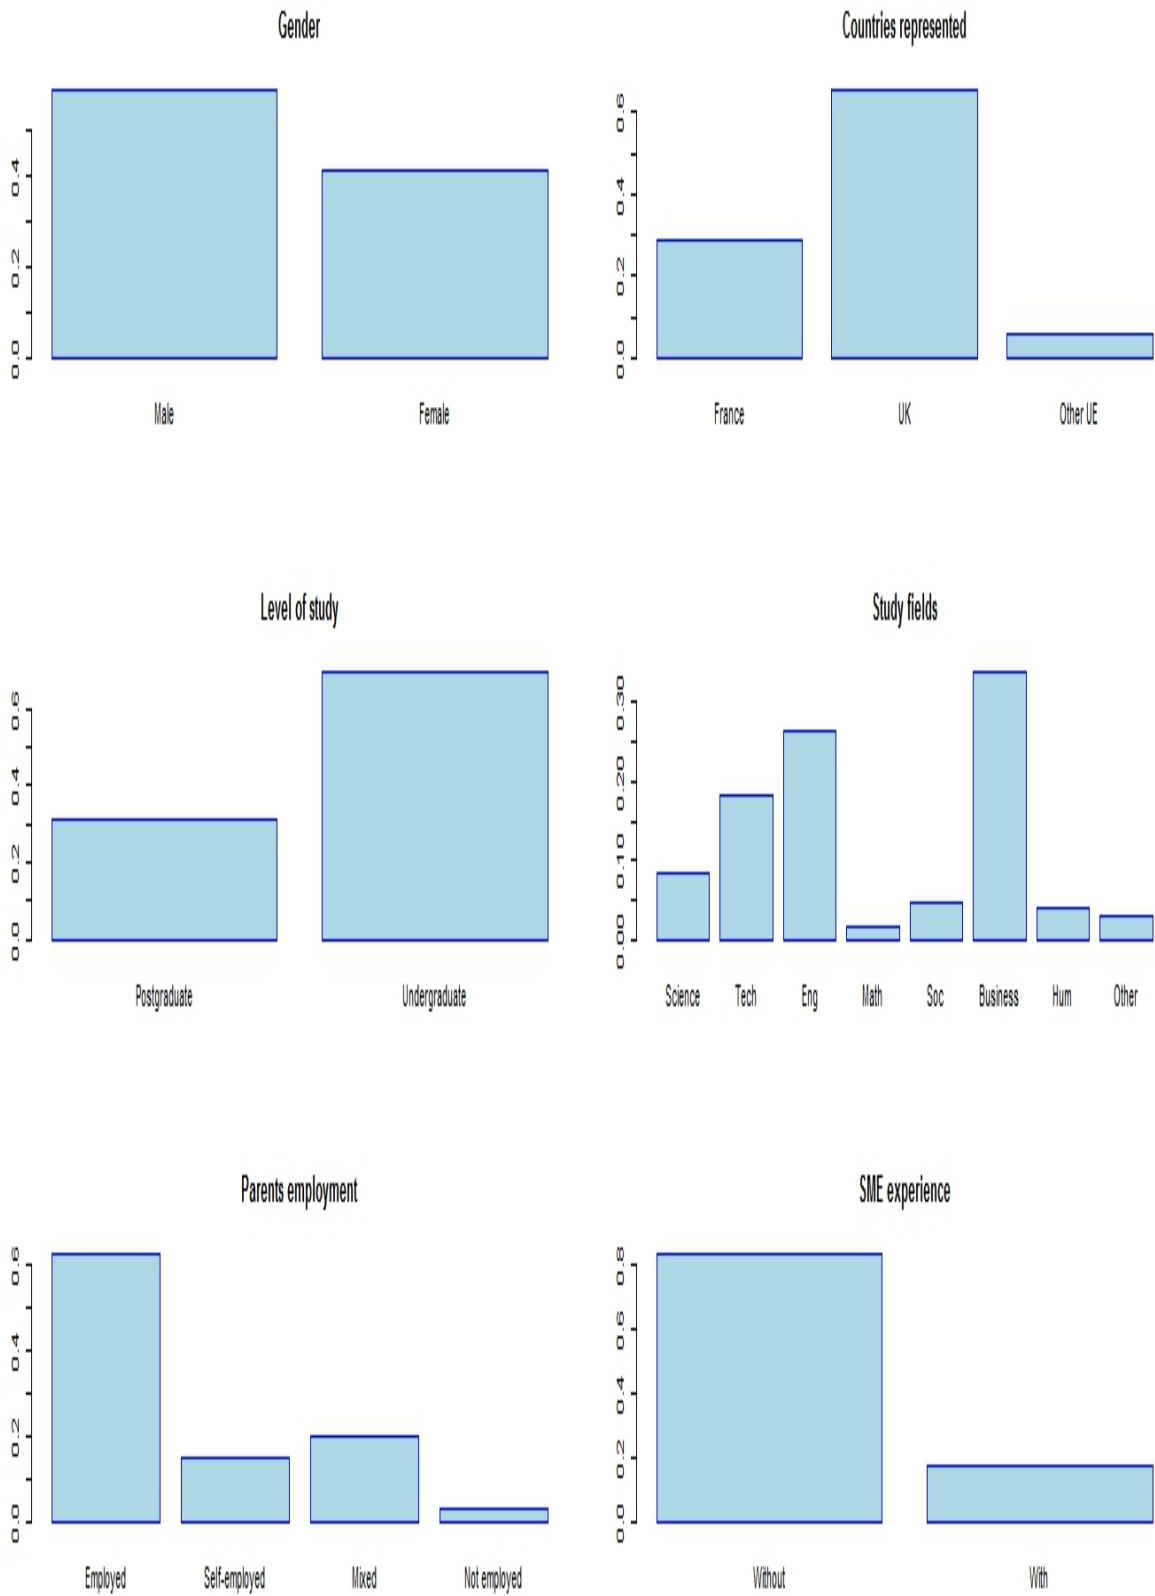 Gender
0.0 0.2 0.4
Male Female
Countries represented
0.0 0.2 0.4 0.6
France UK Other UE
Level of study
0.0 0.2 0.4 0.6
Postgraduate Undergraduate
Study fields
0.00 0.10 0.20 0.30
Science Tech Eng Math Soc Business Hum Other
Parents employment
0.0 0.2 0.4 0.6
Employed Self-employed Mixed Not employed
SME experience
0.0 0.2 0.4 0.6 0.8
Without With